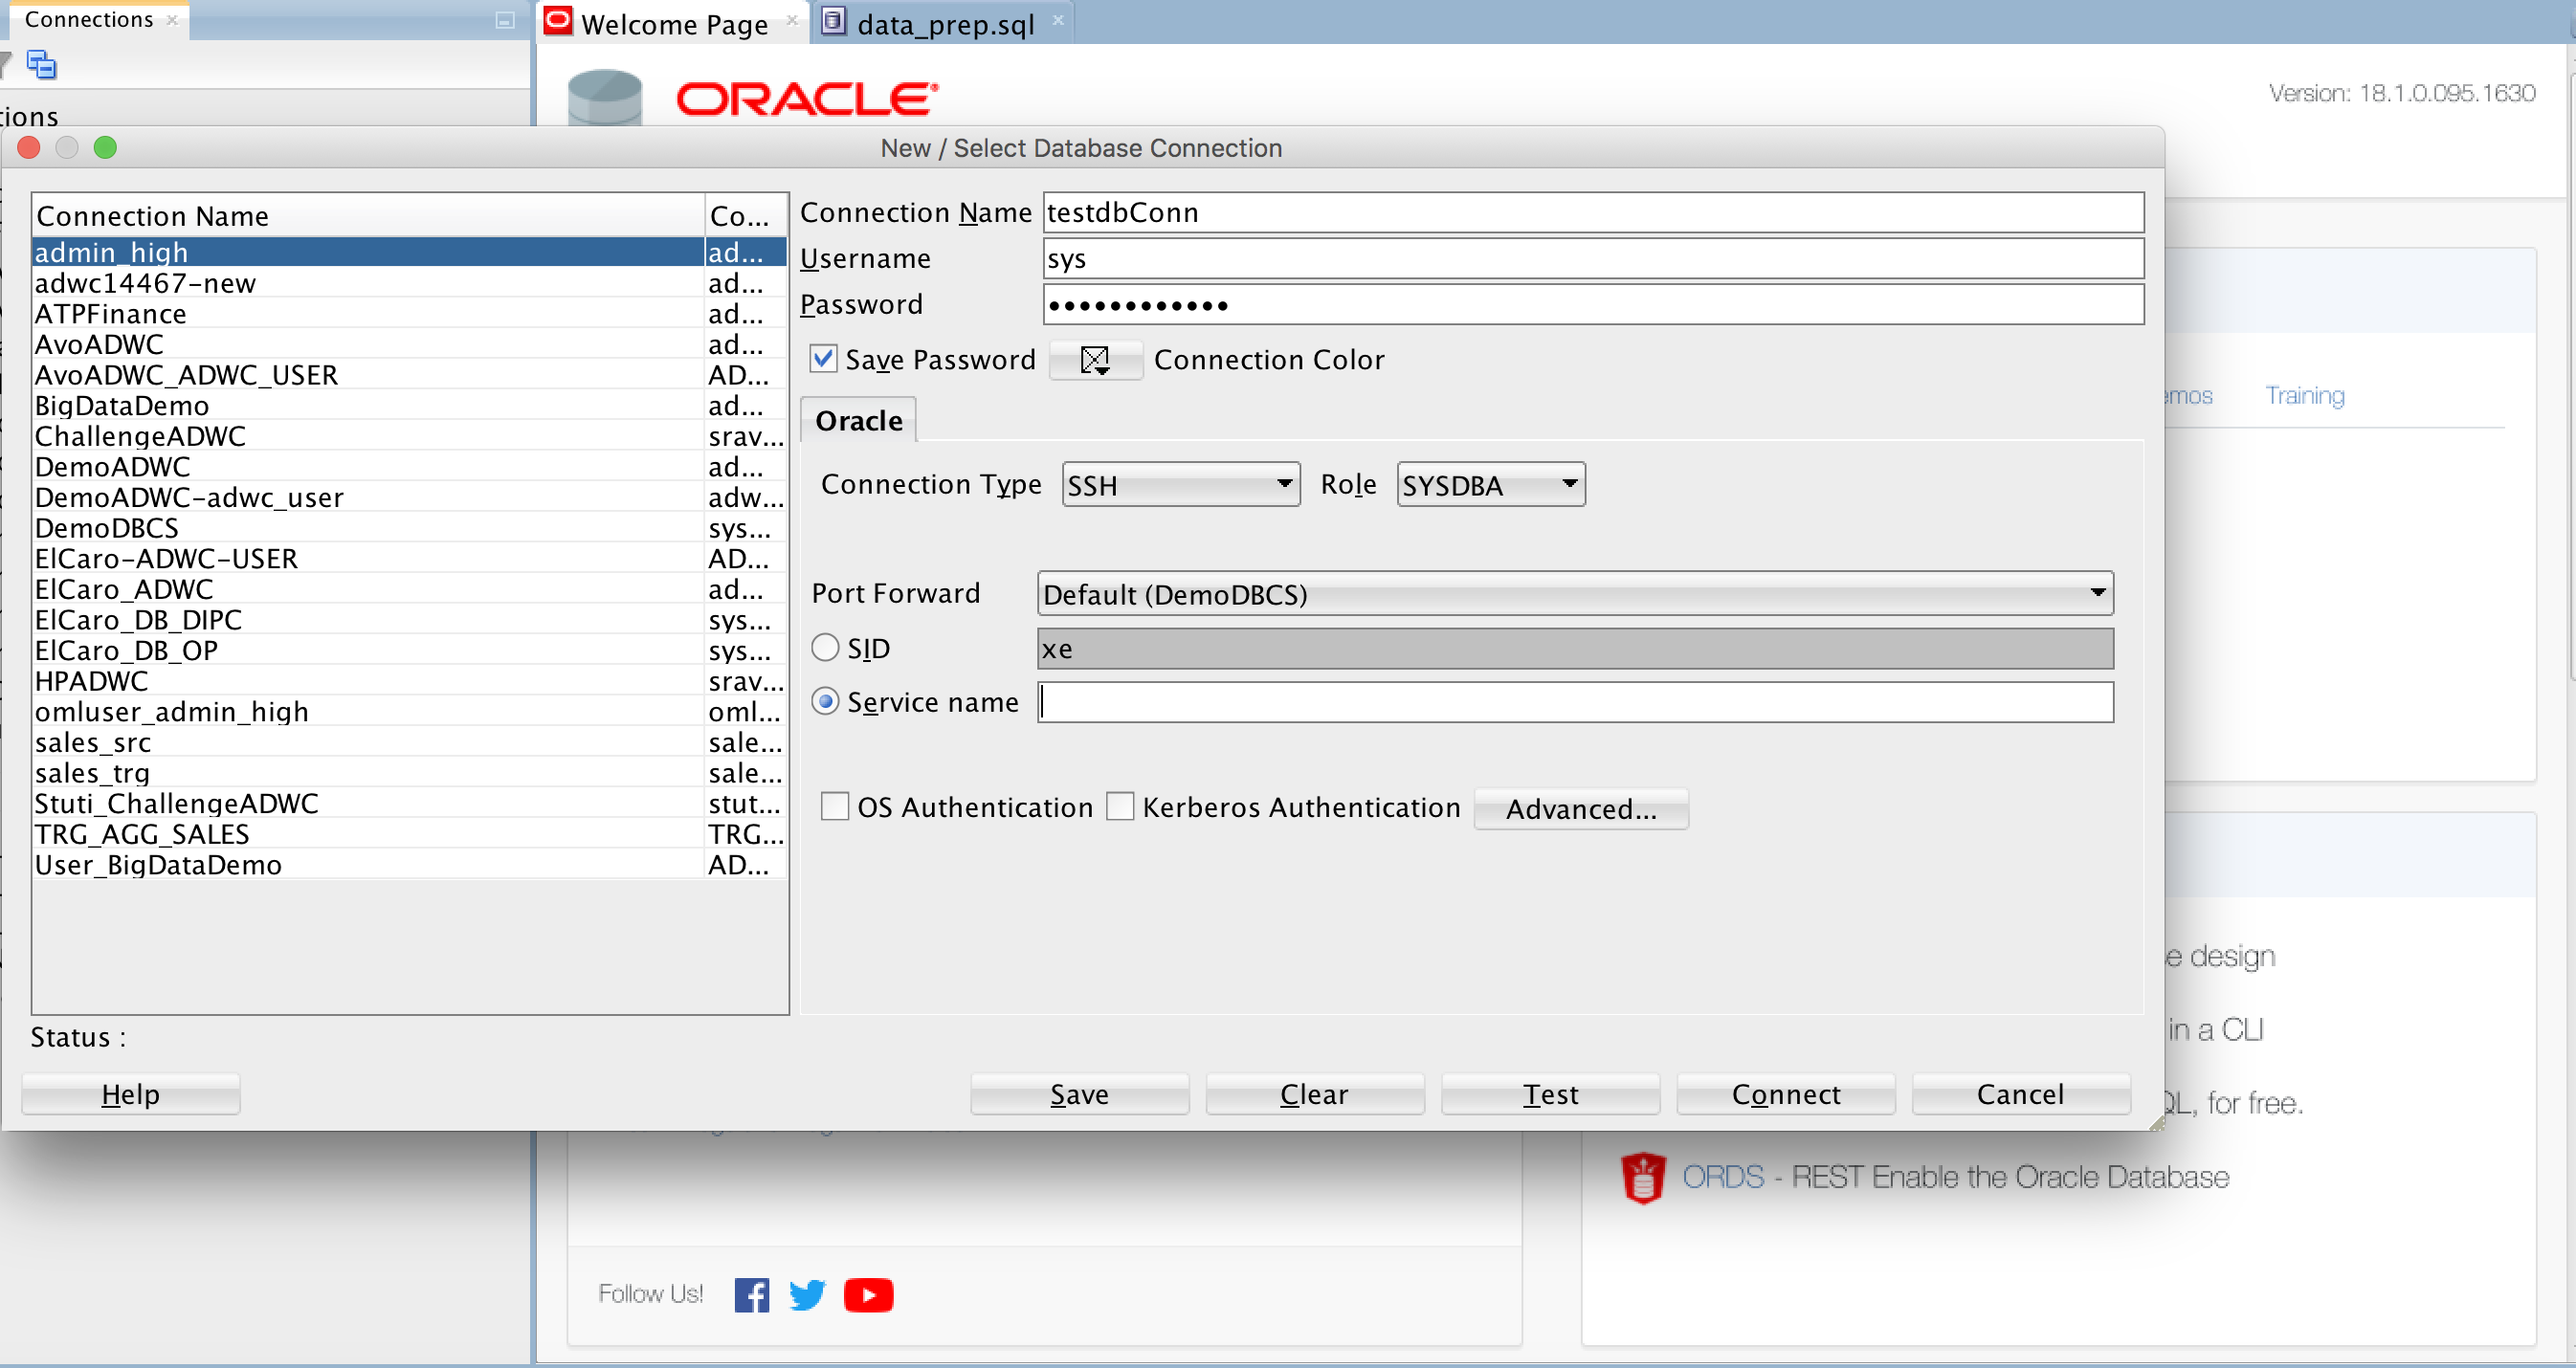 Connections
Welcome Page
data_prep.sql
ORACLE
Version: 18.1.0.095.1630
tions
New / Select Database Connection
Connection Name Co...
admin_high ad...
adwc14467-new ad...
ATPFinance ad...
AvoADWC ad...
AvoADWC_ADWC_USER AD...
BigDataDemo ad...
ChallengeADWC srav...
DemoADWC ad...
DemoADWC-adwc_user adw...
DemoDBCS sys...
ElCaro-ADWC-USER AD...
ElCaro_ADWC ad...
ElCaro_DB_DIPC sys...
ElCaro_DB_OP sys...
HPADWC srav...
omluser_admin_high oml...
sales_src sale...
sales_trg sale...
Stuti_ChallengeADWC stut...
TRG_AGG_SALES TRG...
User_BigDataDemo AD...
Connection Name testdbConn
Username sys
Password ••••••••••••
Save Password Connection Color
Oracle
Connection Type SSH Role SYSDBA
Port Forward Default (DemoDBCS)
SID xe
Service name
OS Authentication Kerberos Authentication Advanced...
Status :
Help Save Clear Test Connect Cancel
emos Training
e design
in a CLI
QL, for free.
ORDS - REST Enable the Oracle Database
Follow Us!